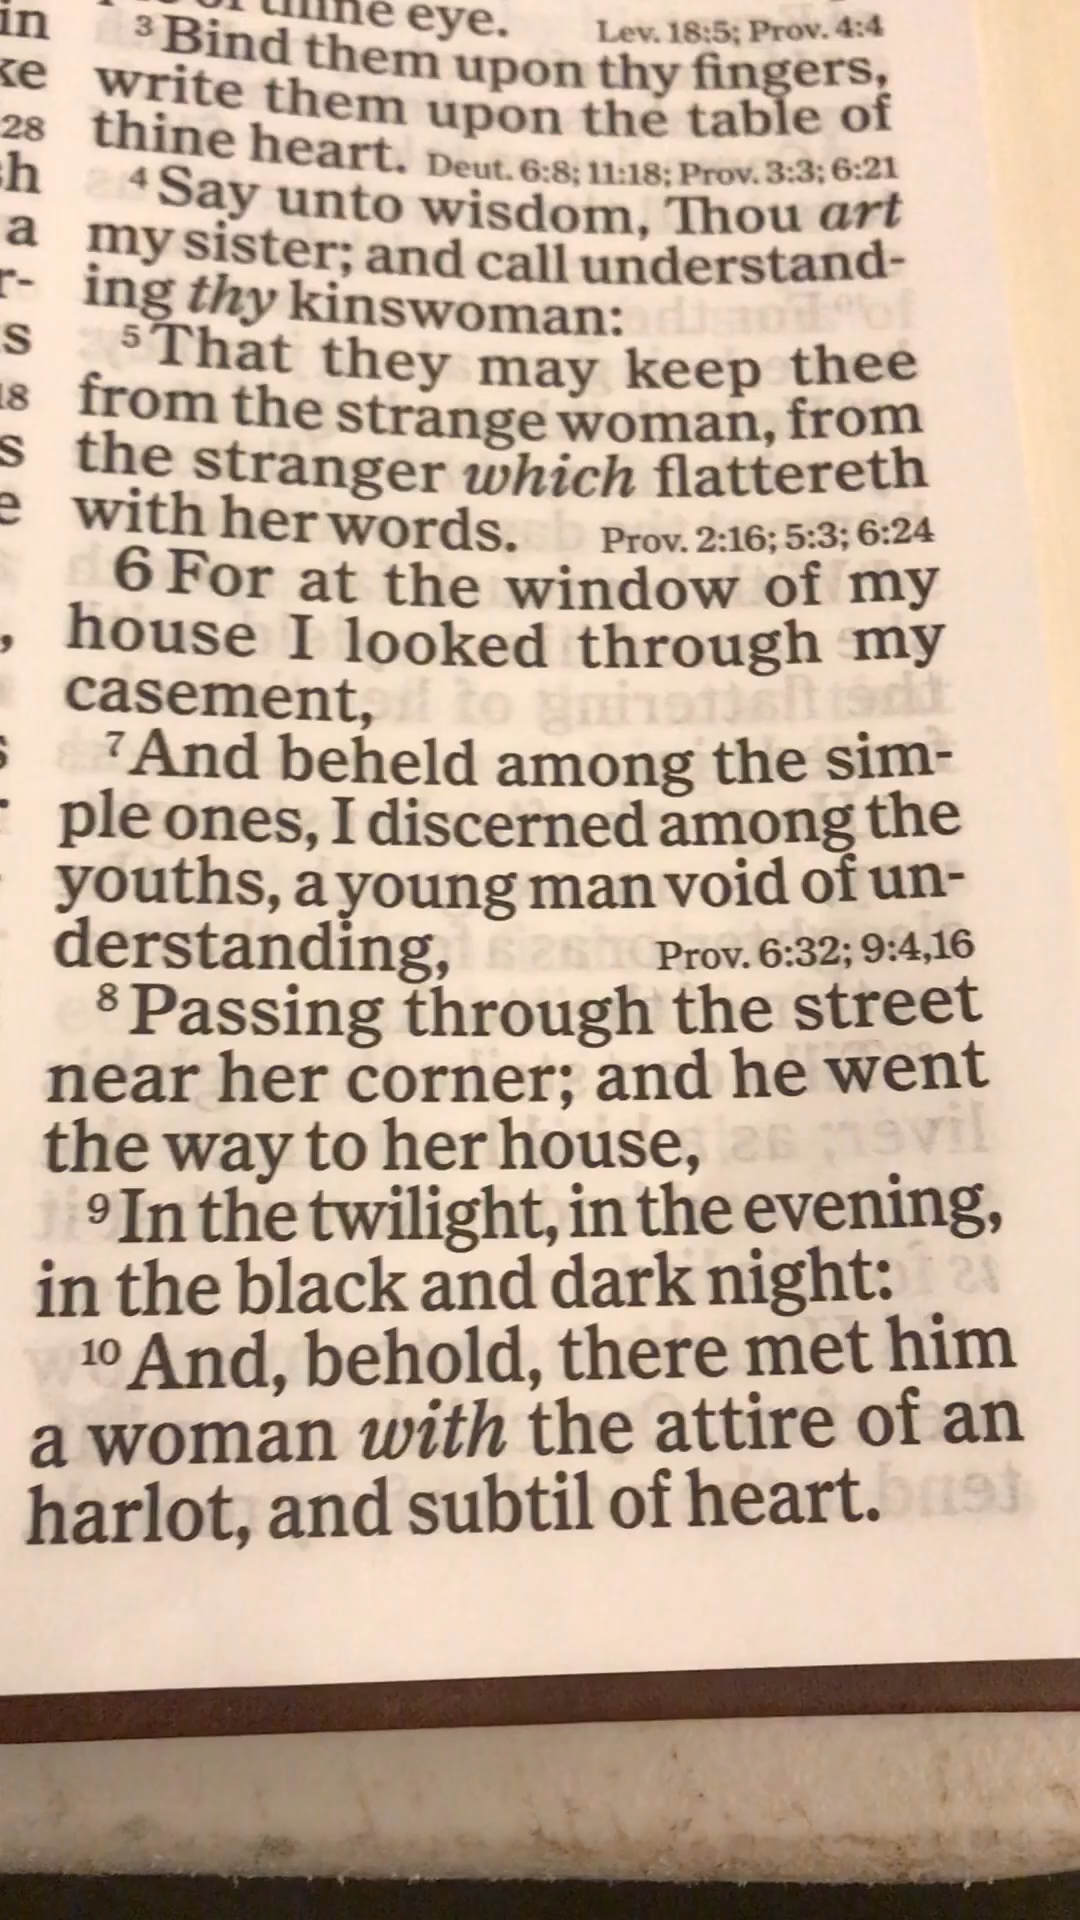 thine eye. Lev. 18:5; Prov. 4:4
3 Bind them upon thy fingers,
write them upon the table of
thine heart. Deut. 6:8; 11:18; Prov. 3:3; 6:21
4 Say unto wisdom, Thou art
my sister; and call understand-
ing thy kinswoman:
5 That they may keep thee
from the strange woman, from
the stranger which flattereth
with her words. Prov. 2:16; 5:3; 6:24
6 For at the window of my
house I looked through my
casement,
7 And beheld among the sim-
ple ones, I discerned among the
youths, a young man void of un-
derstanding, Prov. 6:32; 9:4,16
8 Passing through the street
near her corner; and he went
the way to her house,
9 In the twilight, in the evening,
in the black and dark night:
10 And, behold, there met him
a woman with the attire of an
harlot, and subtil of heart.